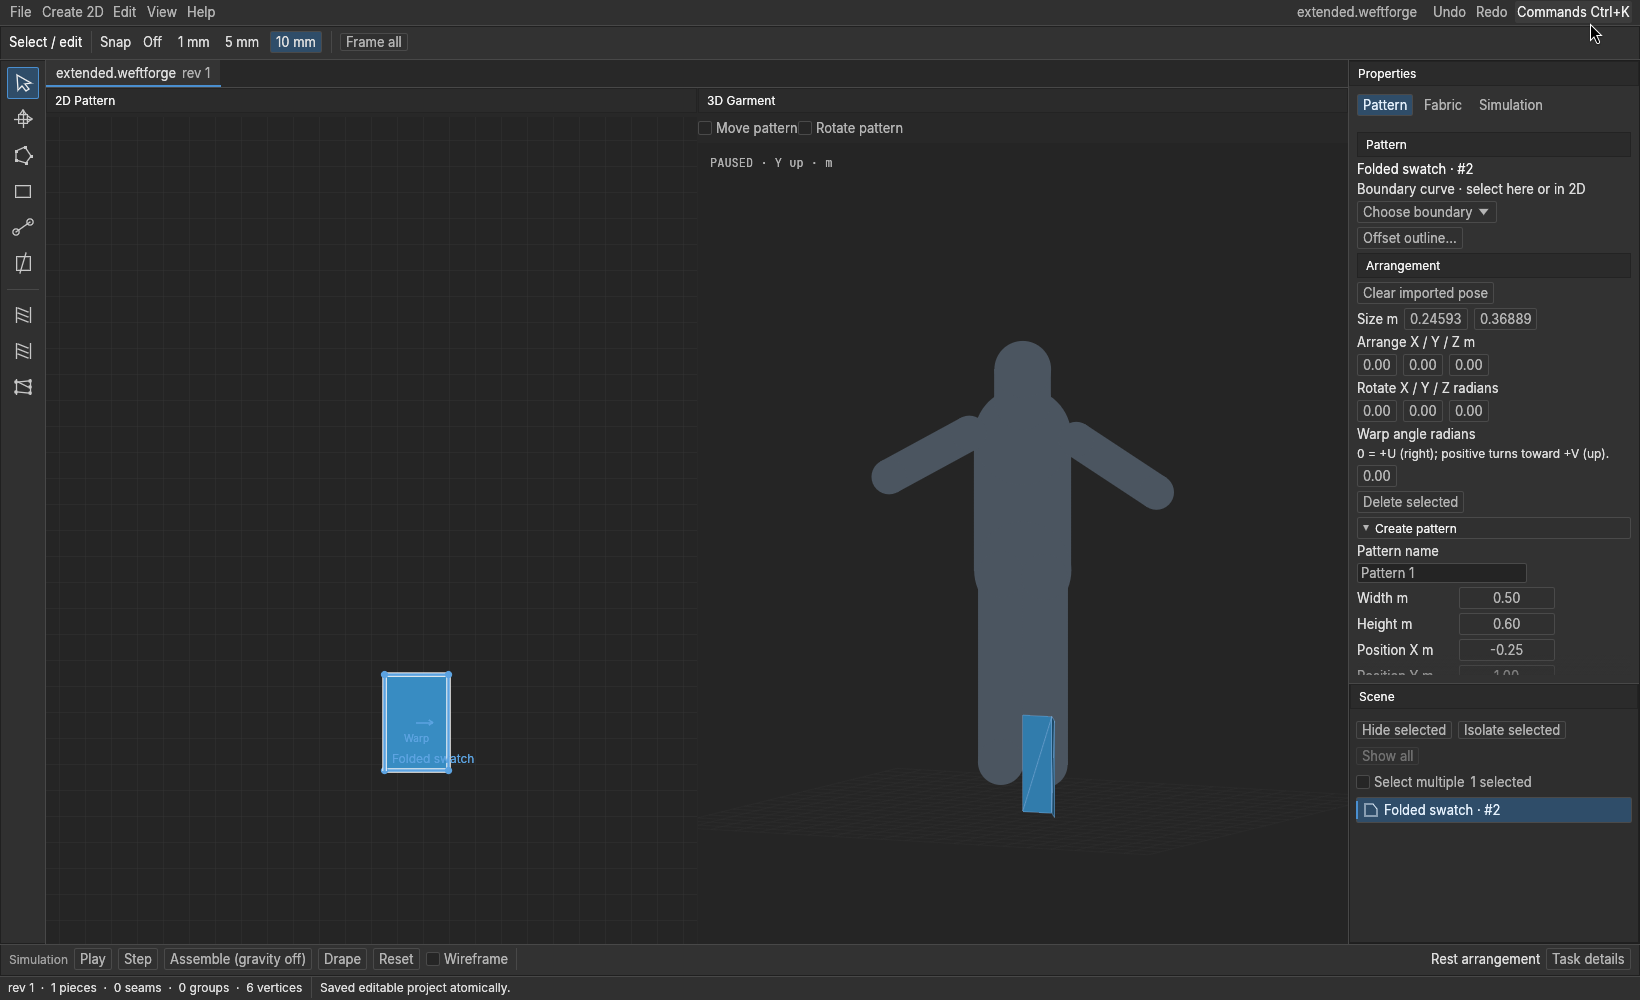 File Create 2D Edit View Help extended.weftforge Undo Redo Commands Ctrl+K
Select / edit Snap Off 1 mm 5 mm 10 mm Frame all
extended.weftforge rev 1
2D Pattern
Warp
Folded swatch
3D Garment
Move pattern Rotate pattern
PAUSED · Y up · m
Properties
Pattern Fabric Simulation
Pattern
Folded swatch · #2
Boundary curve · select here or in 2D
Choose boundary
Offset outline...
Arrangement
Clear imported pose
Size m 0.24593 0.36889
Arrange X / Y / Z m
0.00 0.00 0.00
Rotate X / Y / Z radians
0.00 0.00 0.00
Warp angle radians
0 = +U (right); positive turns toward +V (up).
0.00
Delete selected
Create pattern
Pattern name
Pattern 1
Width m 0.50
Height m 0.60
Position X m -0.25
Position Y m 1.00
Scene
Hide selected Isolate selected
Show all
Select multiple 1 selected
Folded swatch · #2
Simulation Play Step Assemble (gravity off) Drape Reset Wireframe Rest arrangement Task details
rev 1 · 1 pieces · 0 seams · 0 groups · 6 vertices Saved editable project atomically.